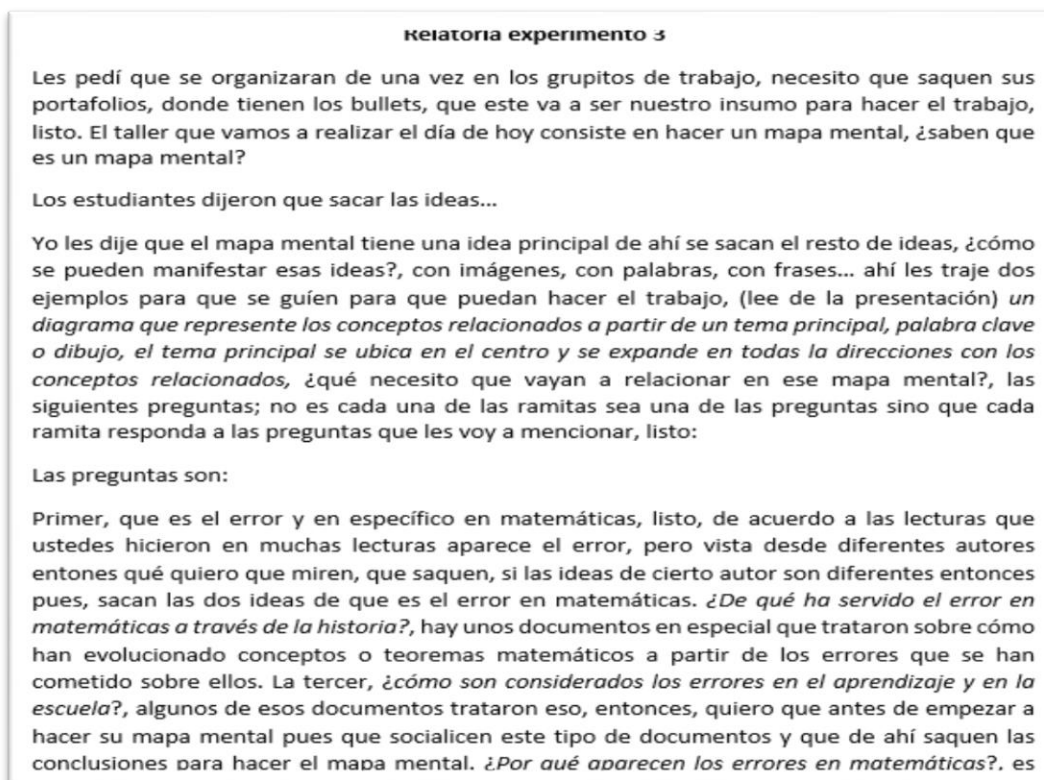 Relatoria experimento 3
Les pedí que se organizaran de una vez en los grupitos de trabajo, necesito que saquen sus
portafolios, donde tienen los bullets, que este va a ser nuestro insumo para hacer el trabajo,
listo. El taller que vamos a realizar el día de hoy consiste en hacer un mapa mental, ¿saben que
es un mapa mental?
Los estudiantes dijeron que sacar las ideas...
Yo les dije que el mapa mental tiene una idea principal de ahí se sacan el resto de ideas, ¿cómo
se pueden manifestar esas ideas?, con imágenes, con palabras, con frases... ahí les traje dos
ejemplos para que se guíen para que puedan hacer el trabajo, (lee de la presentación) un
diagrama que represente los conceptos relacionados a partir de un tema principal, palabra clave
o dibujo, el tema principal se ubica en el centro y se expande en todas la direcciones con los
conceptos relacionados, ¿qué necesito que vayan a relacionar en ese mapa mental?, las
siguientes preguntas; no es cada una de las ramitas sea una de las preguntas sino que cada
ramita responda a las preguntas que les voy a mencionar, listo:
Las preguntas son:
Primer, que es el error y en específico en matemáticas, listo, de acuerdo a las lecturas que
ustedes hicieron en muchas lecturas aparece el error, pero vista desde diferentes autores
entones qué quiero que miren, que saquen, si las ideas de cierto autor son diferentes entonces
pues, sacan las dos ideas de que es el error en matemáticas. ¿De qué ha servido el error en
matemáticas a través de la historia?, hay unos documentos en especial que trataron sobre cómo
han evolucionado conceptos o teoremas matemáticos a partir de los errores que se han
cometido sobre ellos. La tercer, ¿cómo son considerados los errores en el aprendizaje y en la
escuela?, algunos de esos documentos trataron eso, entonces, quiero que antes de empezar a
hacer su mapa mental pues que socialicen este tipo de documentos y que de ahí saquen las
conclusiones para hacer el mapa mental. ¿Por qué aparecen los errores en matemáticas?, es